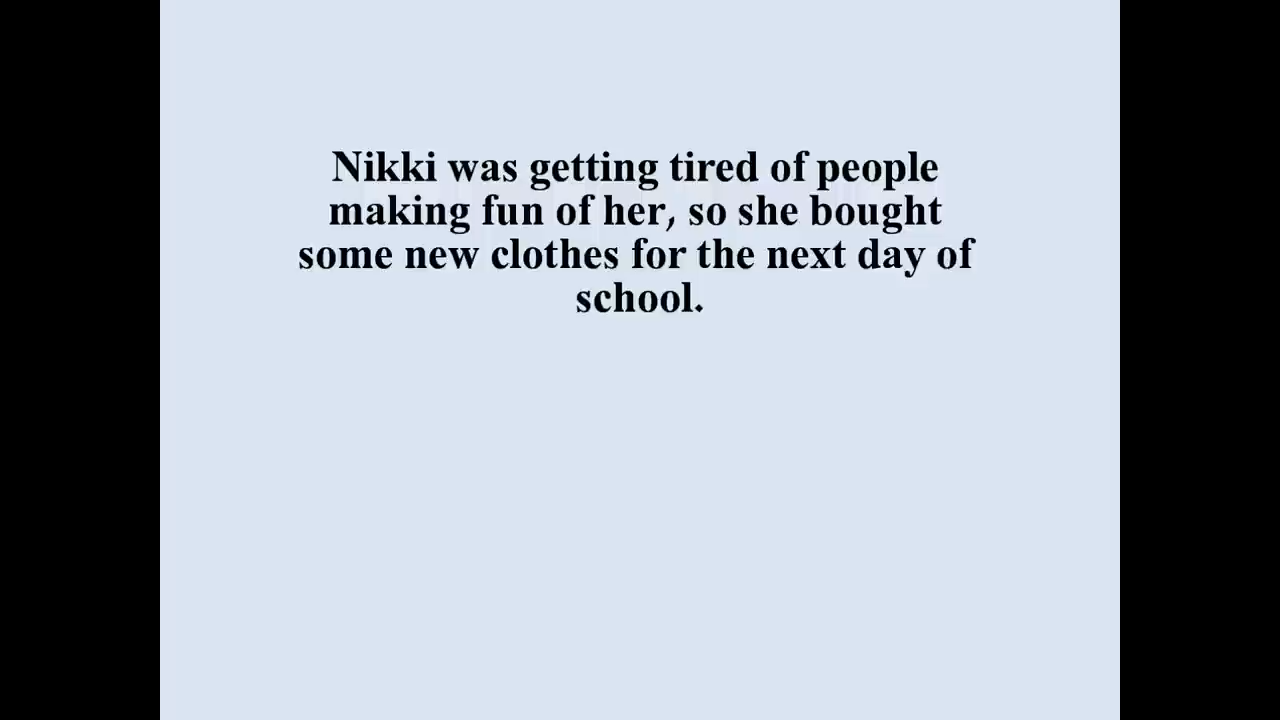 Nikki was getting tired of people
making fun of her, so she bought
some new clothes for the next day of
school.